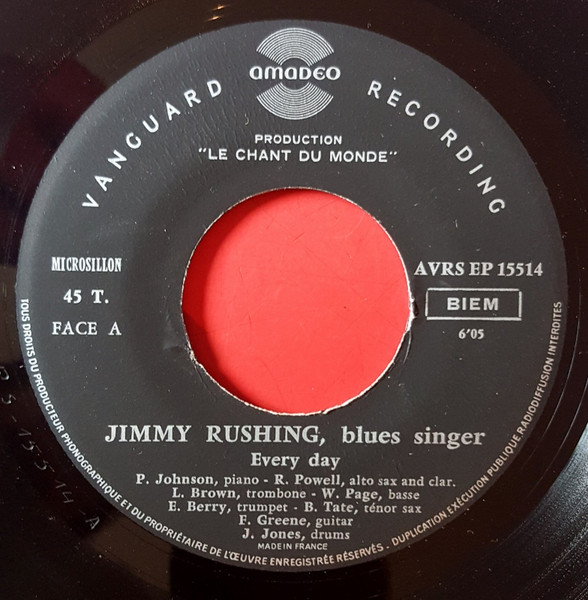 amadeo
VANGUARD RECORDING
PRODUCTION
"LE CHANT DU MONDE"
MICROSILLON
45 T.
FACE A
AVRS EP 15514
BIEM
6'05
JIMMY RUSHING, blues singer
Every day
P. Johnson, piano - R. Powell, alto sax and clar.
L. Brown, trombone - W. Page, basse
E. Berry, trumpet - B. Tate, ténor sax
F. Greene, guitar
J. Jones, drums
MADE IN FRANCE
TOUS DROITS DU PRODUCTEUR PHONOGRAPHIQUE ET DU PROPRIÉTAIRE DE L'ŒUVRE ENREGISTRÉE RÉSERVÉS - DUPLICATION EXÉCUTION PUBLIQUE RADIODIFFUSION INTERDITES